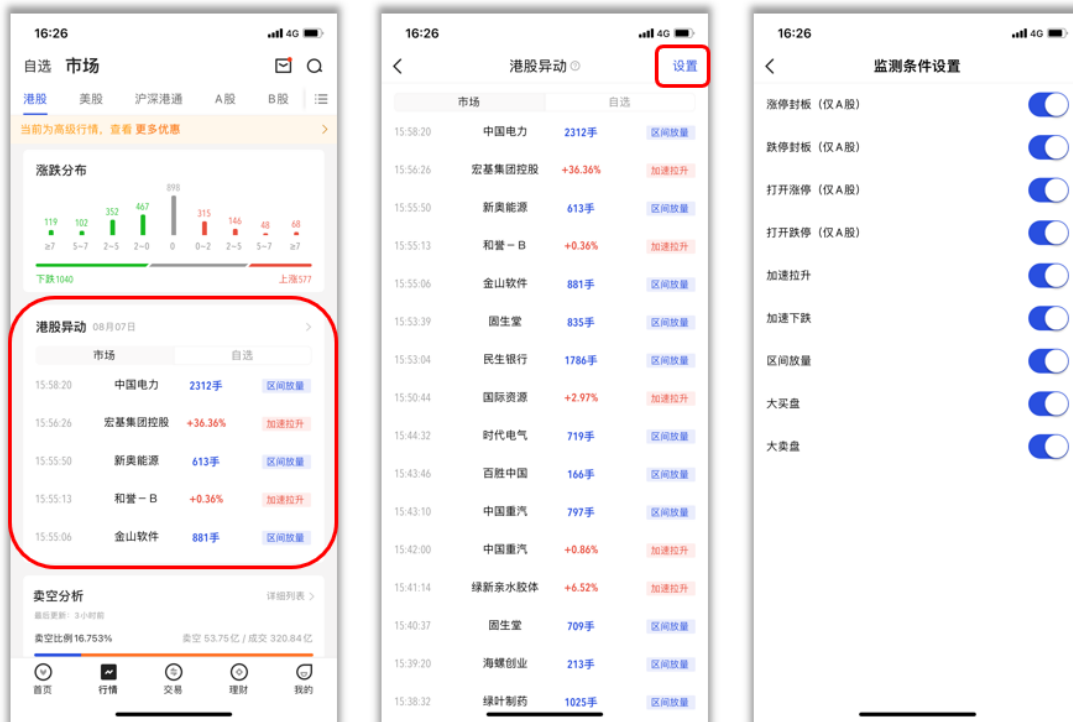 16:26
4G
自选 市场
港股 美股 沪深港通 A股 B股
当前为高级行情，查看 更多优惠
涨跌分布
119 102 352 467 898 315 146 48 68
≥7 5~7 2~5 2~0 0 0~2 2~5 5~7 ≥7
下跌1040 上涨577
港股异动 08月07日
市场 自选
15:58:20 中国电力 2312手 区间放量
15:56:26 宏基集团控股 +36.36% 加速拉升
15:55:50 新奥能源 613手 区间放量
15:55:13 和誉－B +0.36% 加速拉升
15:55:06 金山软件 881手 区间放量
卖空分析 详细列表
最后更新：3小时前
卖空比例16.753% 卖空 53.75亿 / 成交 320.84亿
首页 行情 交易 理财 我的
16:26
4G
港股异动 设置
市场 自选
15:58:20 中国电力 2312手 区间放量
15:56:26 宏基集团控股 +36.36% 加速拉升
15:55:50 新奥能源 613手 区间放量
15:55:13 和誉－B +0.36% 加速拉升
15:55:06 金山软件 881手 区间放量
15:53:39 固生堂 835手 区间放量
15:53:04 民生银行 1786手 区间放量
15:50:44 国际资源 +2.97% 加速拉升
15:44:32 时代电气 719手 区间放量
15:43:46 百胜中国 166手 区间放量
15:43:10 中国重汽 797手 区间放量
15:42:00 中国重汽 +0.86% 加速拉升
15:41:14 绿新亲水胶体 +6.52% 加速拉升
15:40:37 固生堂 709手 区间放量
15:39:20 海螺创业 213手 区间放量
15:38:32 绿叶制药 1025手 区间放量
16:26
4G
监测条件设置
涨停封板（仅A股）
跌停封板（仅A股）
打开涨停（仅A股）
打开跌停（仅A股）
加速拉升
加速下跌
区间放量
大买盘
大卖盘